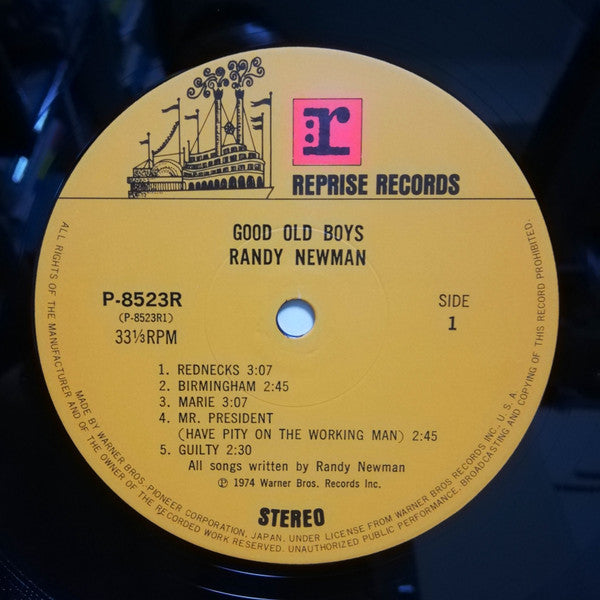 r
REPRISE RECORDS
GOOD OLD BOYS
RANDY NEWMAN
P-8523R
(P-8523R1)
33⅓RPM
SIDE
1
1. REDNECKS 3:07
2. BIRMINGHAM 2:45
3. MARIE 3:07
4. MR. PRESIDENT
(HAVE PITY ON THE WORKING MAN) 2:45
5. GUILTY 2:30
All songs written by Randy Newman
℗ 1974 Warner Bros. Records Inc.
STEREO
ALL RIGHTS OF THE MANUFACTURER AND OF THE OWNER OF THE RECORDED WORK RESERVED. UNAUTHORIZED PUBLIC PERFORMANCE, BROADCASTING AND COPYING OF THIS RECORD PROHIBITED.
MADE BY WARNER BROS. PIONEER CORPORATION, JAPAN. UNDER LICENSE FROM WARNER BROS RECORDS INC., U.S.A.